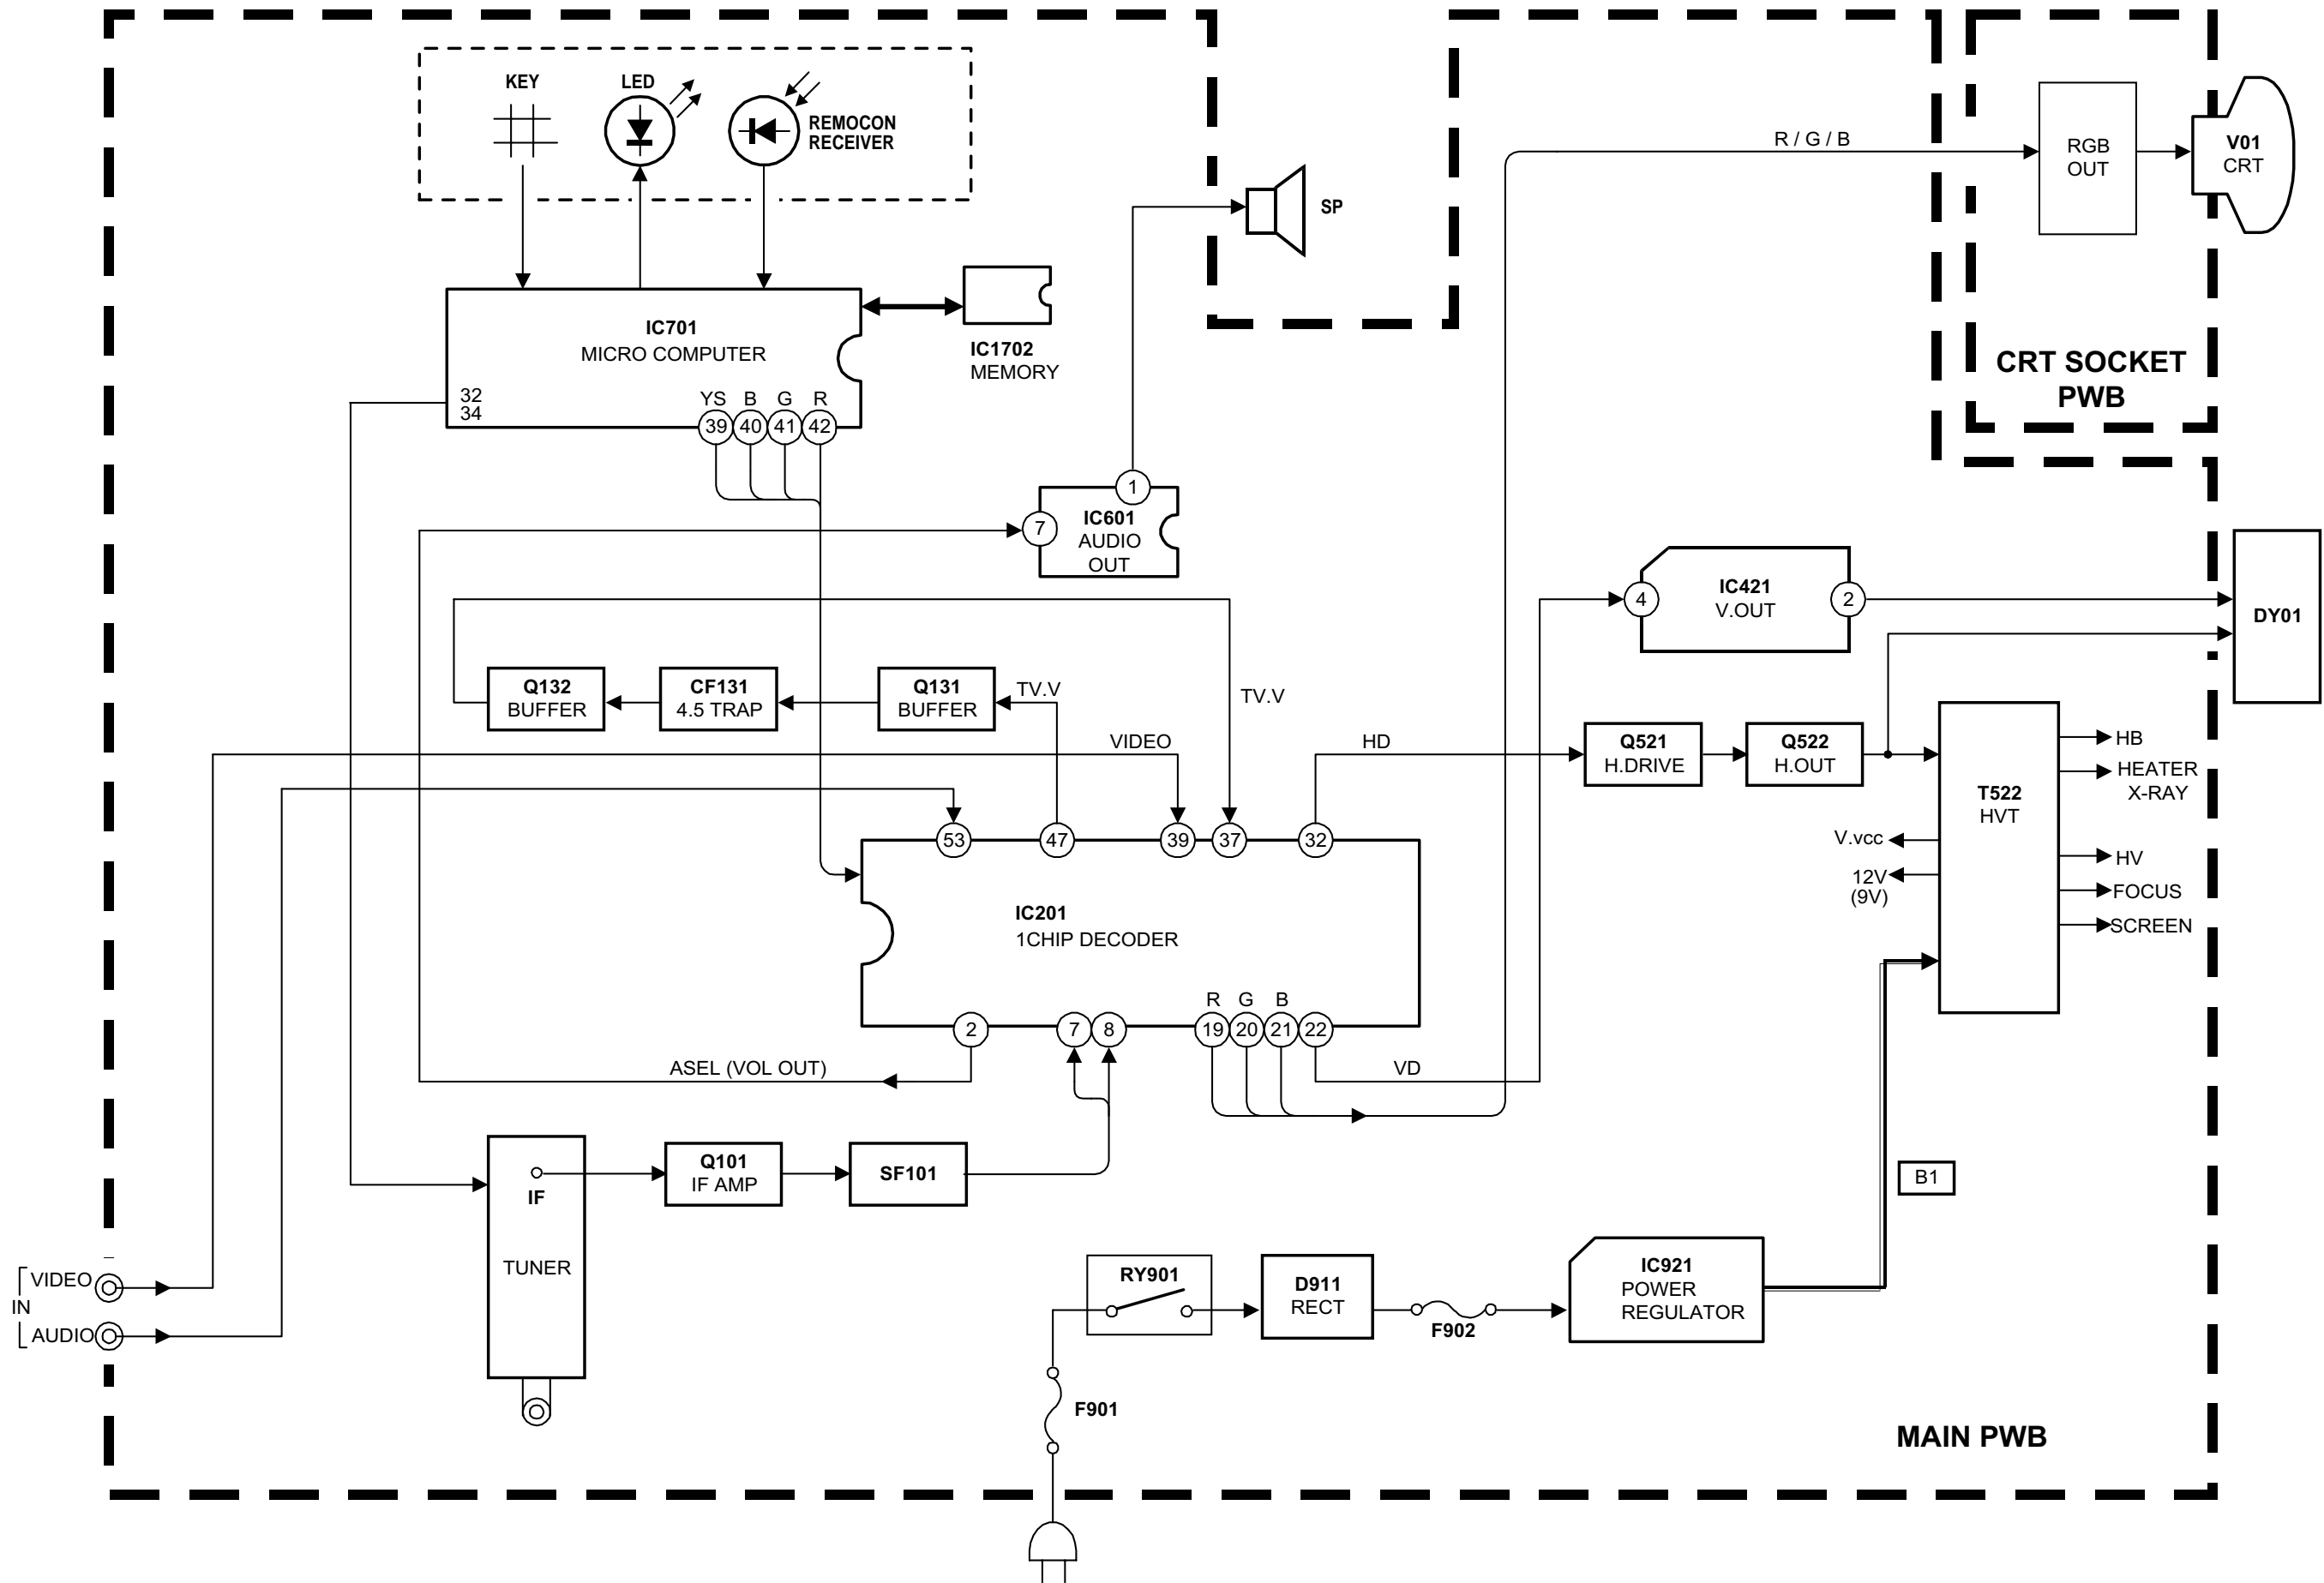 KEY
LED
REMOCON
RECEIVER
R / G / B
RGB
OUT
V01
CRT
SP
IC701
MICRO COMPUTER
32
34
YS B G R
39 40 41 42
IC1702
MEMORY
CRT SOCKET
PWB
1
7
IC601
AUDIO
OUT
4
IC421
V.OUT
2
DY01
Q132
BUFFER
CF131
4.5 TRAP
Q131
BUFFER
TV.V
TV.V
VIDEO
HD
Q521
H.DRIVE
Q522
H.OUT
T522
HVT
HB
HEATER
X-RAY
V.vcc
12V
(9V)
HV
FOCUS
SCREEN
53 47 39 37 32
IC201
1CHIP DECODER
R G B
2 7 8 19 20 21 22
ASEL (VOL OUT)
VD
IF
TUNER
Q101
IF AMP
SF101
B1
VIDEO
IN
AUDIO
RY901
D911
RECT
F902
IC921
POWER
REGULATOR
F901
MAIN PWB